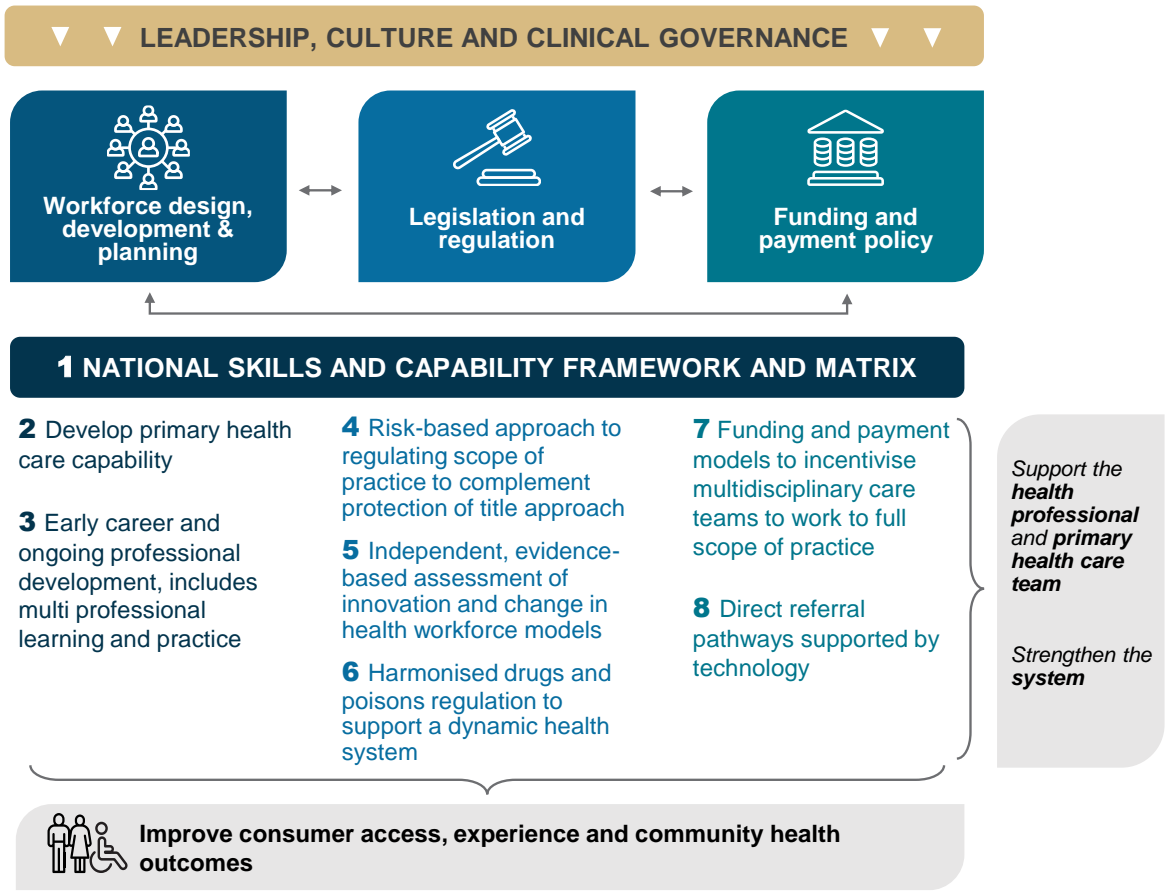 LEADERSHIP, CULTURE AND CLINICAL GOVERNANCE
Workforce design,
development &
planning
Legislation and
regulation
Funding and
payment policy
1 NATIONAL SKILLS AND CAPABILITY FRAMEWORK AND MATRIX
2 Develop primary health
care capability
3 Early career and
ongoing professional
development, includes
multi professional
learning and practice
4 Risk-based approach to
regulating scope of
practice to complement
protection of title approach
5 Independent, evidence-
based assessment of
innovation and change in
health workforce models
6 Harmonised drugs and
poisons regulation to
support a dynamic health
system
7 Funding and payment
models to incentivise
multidisciplinary care
teams to work to full
scope of practice
8 Direct referral
pathways supported by
technology
Support the
health
professional
and primary
health care
team
Strengthen the
system
Improve consumer access, experience and community health
outcomes